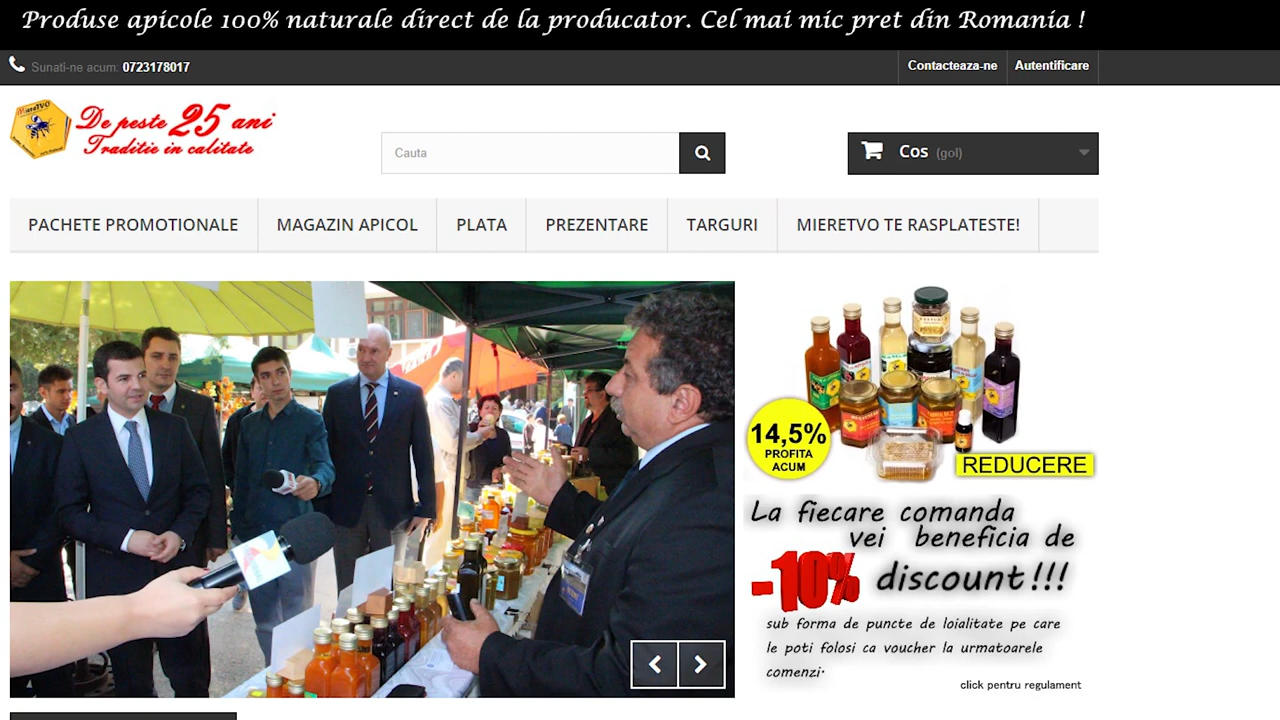 Produse apicole 100% naturale direct de la producator. Cel mai mic pret din Romania !
Sunati-ne acum: 0723178017
Contacteaza-ne
Autentificare
MiereTVO
De peste 25 ani
Traditie in calitate
Cauta
Cos (gol)
PACHETE PROMOTIONALE
MAGAZIN APICOL
PLATA
PREZENTARE
TARGURI
MIERETVO TE RASPLATESTE!
14,5%
PROFITA
ACUM
REDUCERE
La fiecare comanda
vei beneficia de
-10% discount!!!
sub forma de puncte de loialitate pe care
le poti folosi ca voucher la urmatoarele
comenzi.
click pentru regulament